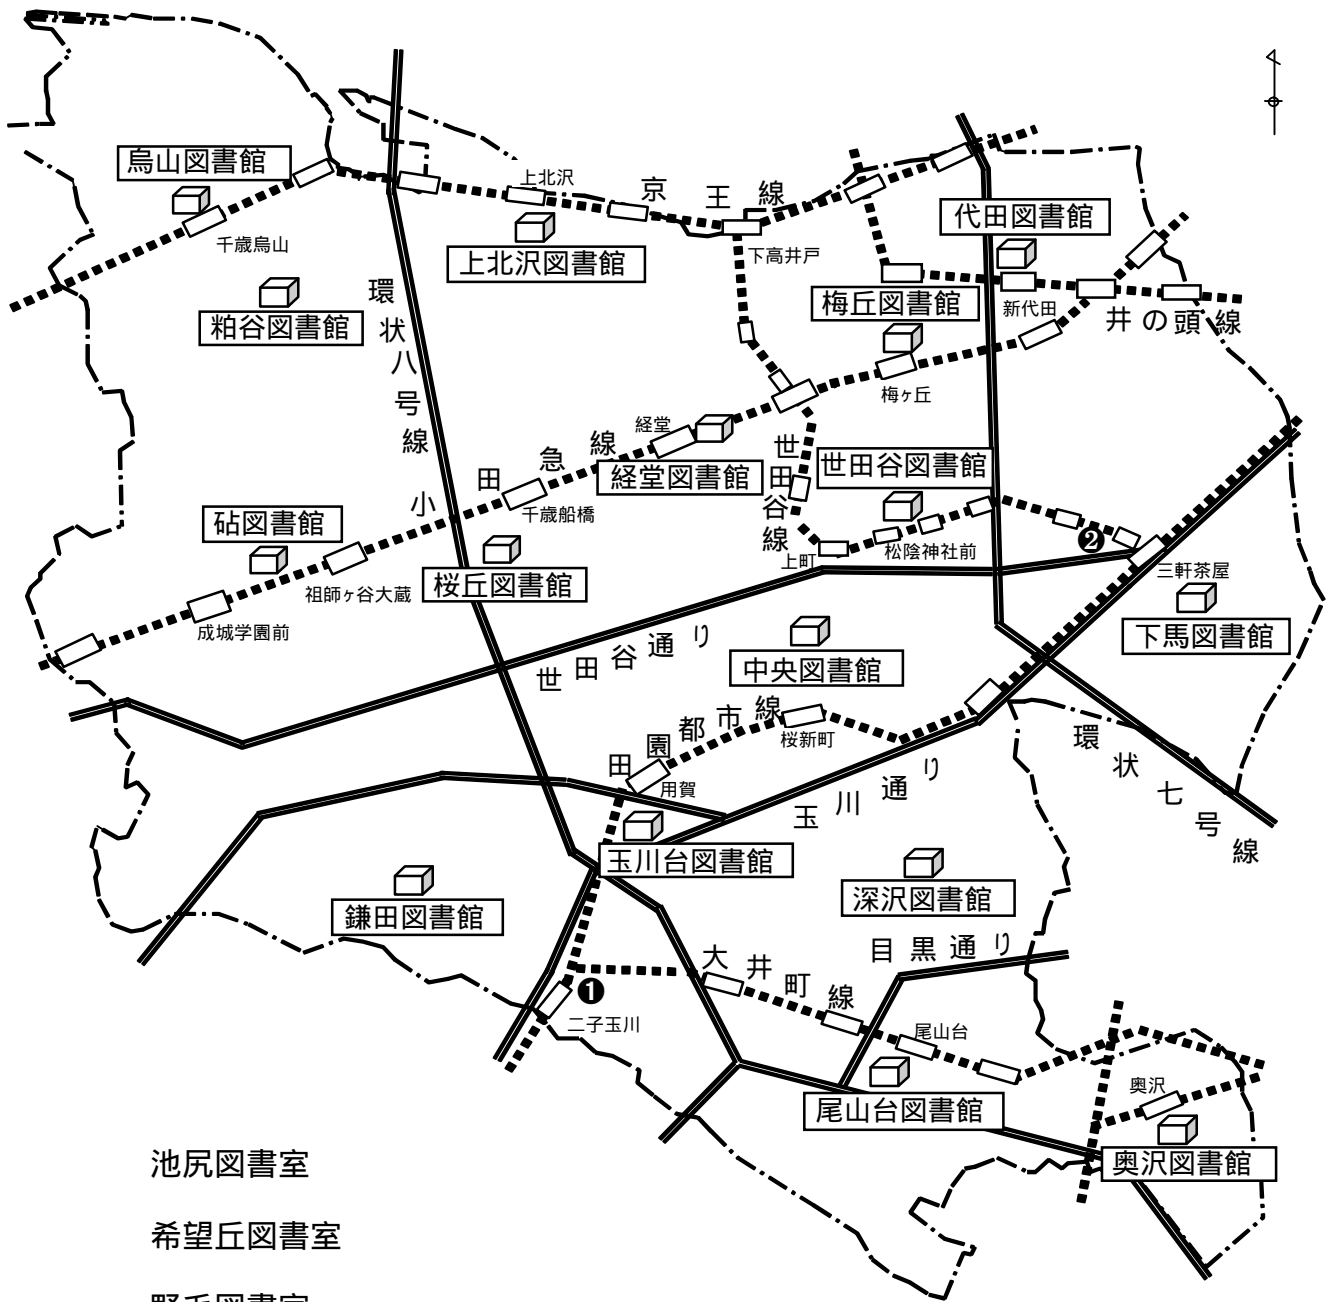 烏山図書館
千歳烏山
上北沢
京王線
上北沢図書館
下高井戸
代田図書館
新代田
井の頭線
梅丘図書館
梅ヶ丘
粕谷図書館
環状八号線
経堂
経堂図書館
小田急線
千歳船橋
世田谷線
世田谷図書館
松陰神社前
上町
❷
三軒茶屋
下馬図書館
砧図書館
祖師ヶ谷大蔵
成城学園前
桜丘図書館
世田谷通り
中央図書館
田園都市線
桜新町
用賀
玉川通り
環状七号線
玉川台図書館
深沢図書館
鎌田図書館
目黒通り
大井町線
❶
二子玉川
尾山台
尾山台図書館
奥沢
奥沢図書館
池尻図書室
希望丘図書室